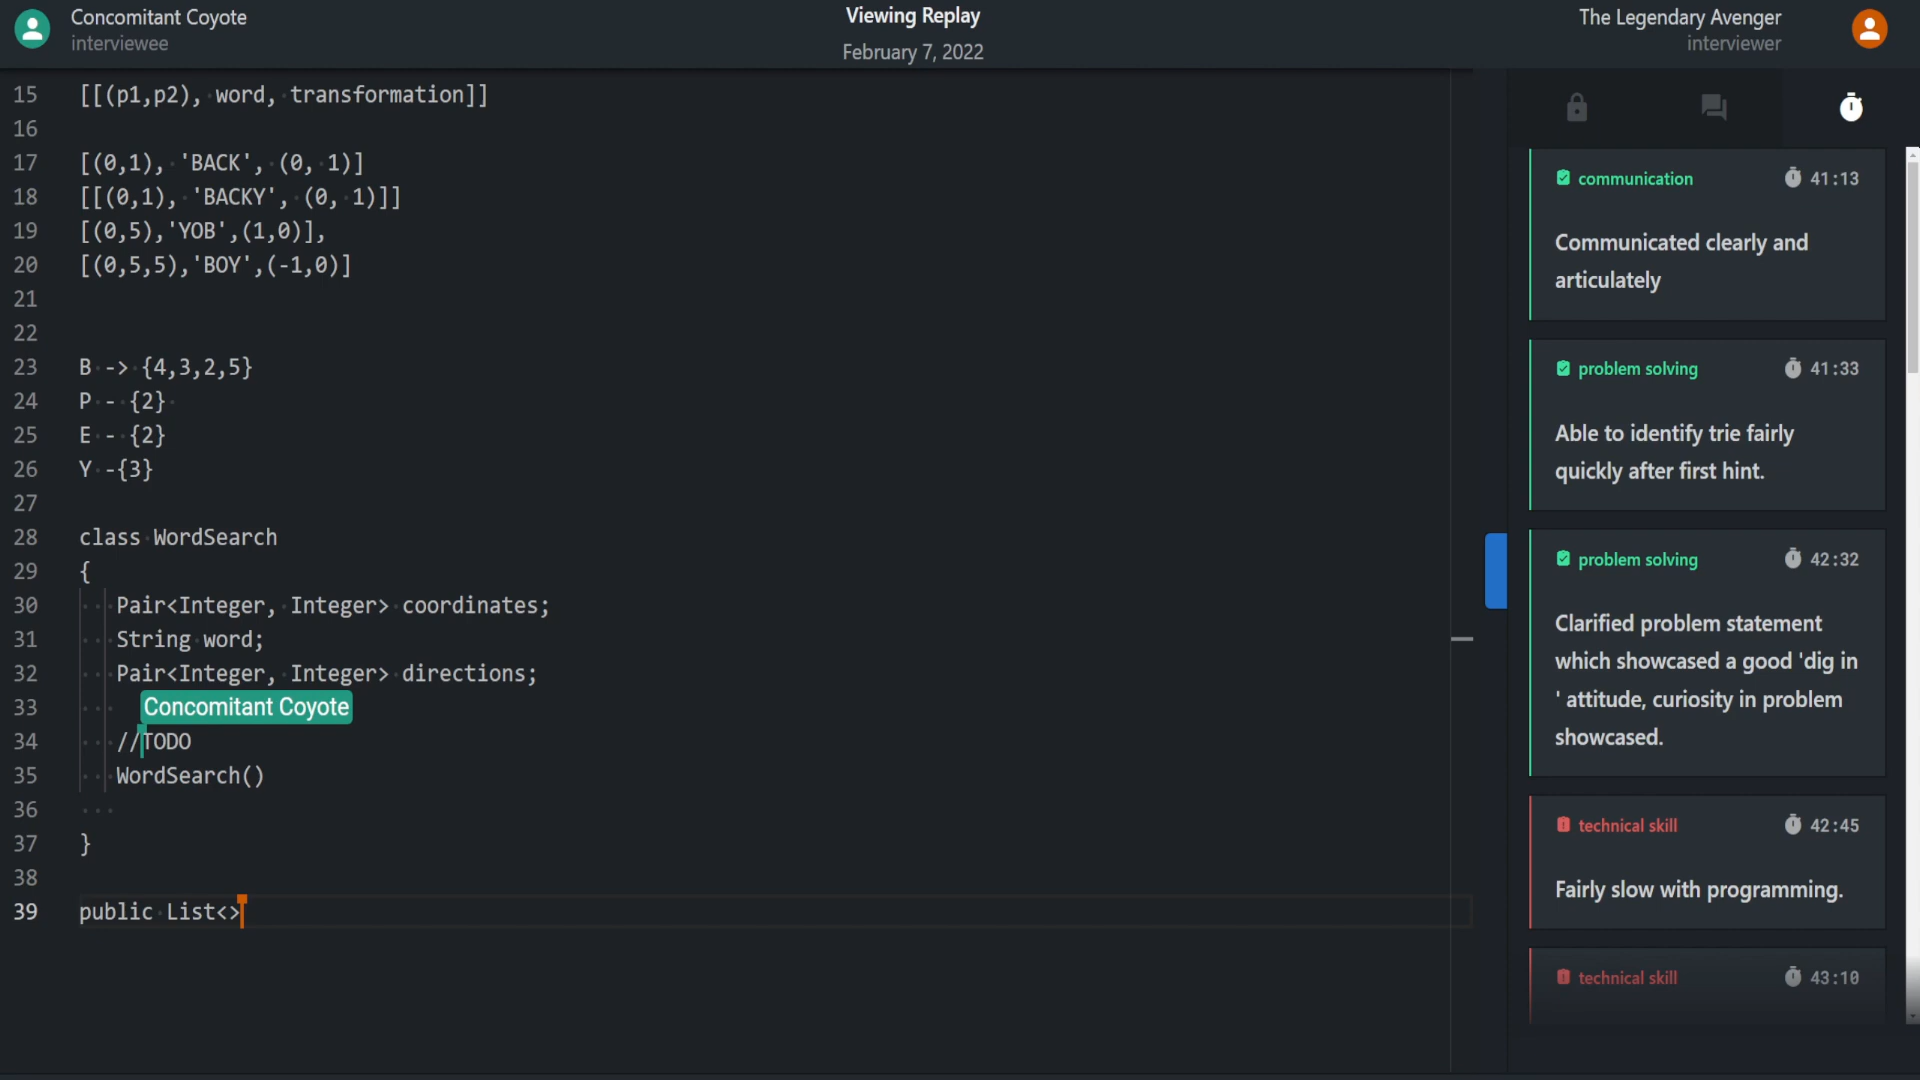 Concomitant Coyote
interviewee
Viewing Replay
February 7, 2022
The Legendary Avenger
interviewer
15 [[(p1,p2), word, transformation]]
16
17 [(0,1), 'BACK', (0, 1)]
18 [[(0,1), 'BACKY', (0, 1)]]
19 [(0,5),'YOB',(1,0)],
20 [(0,5,5),'BOY',(-1,0)]
21
22
23 B -> {4,3,2,5}
24 P - {2}
25 E - {2}
26 Y -{3}
27
28 class WordSearch
29 {
30 Pair<Integer, Integer> coordinates;
31 String word;
32 Pair<Integer, Integer> directions;
33 Concomitant Coyote
34 //TODO
35 WordSearch()
36
37 }
38
39 public List<>
communication 41:13
Communicated clearly and
articulately
problem solving 41:33
Able to identify trie fairly
quickly after first hint.
problem solving 42:32
Clarified problem statement
which showcased a good 'dig in
' attitude, curiosity in problem
showcased.
technical skill 42:45
Fairly slow with programming.
technical skill 43:10